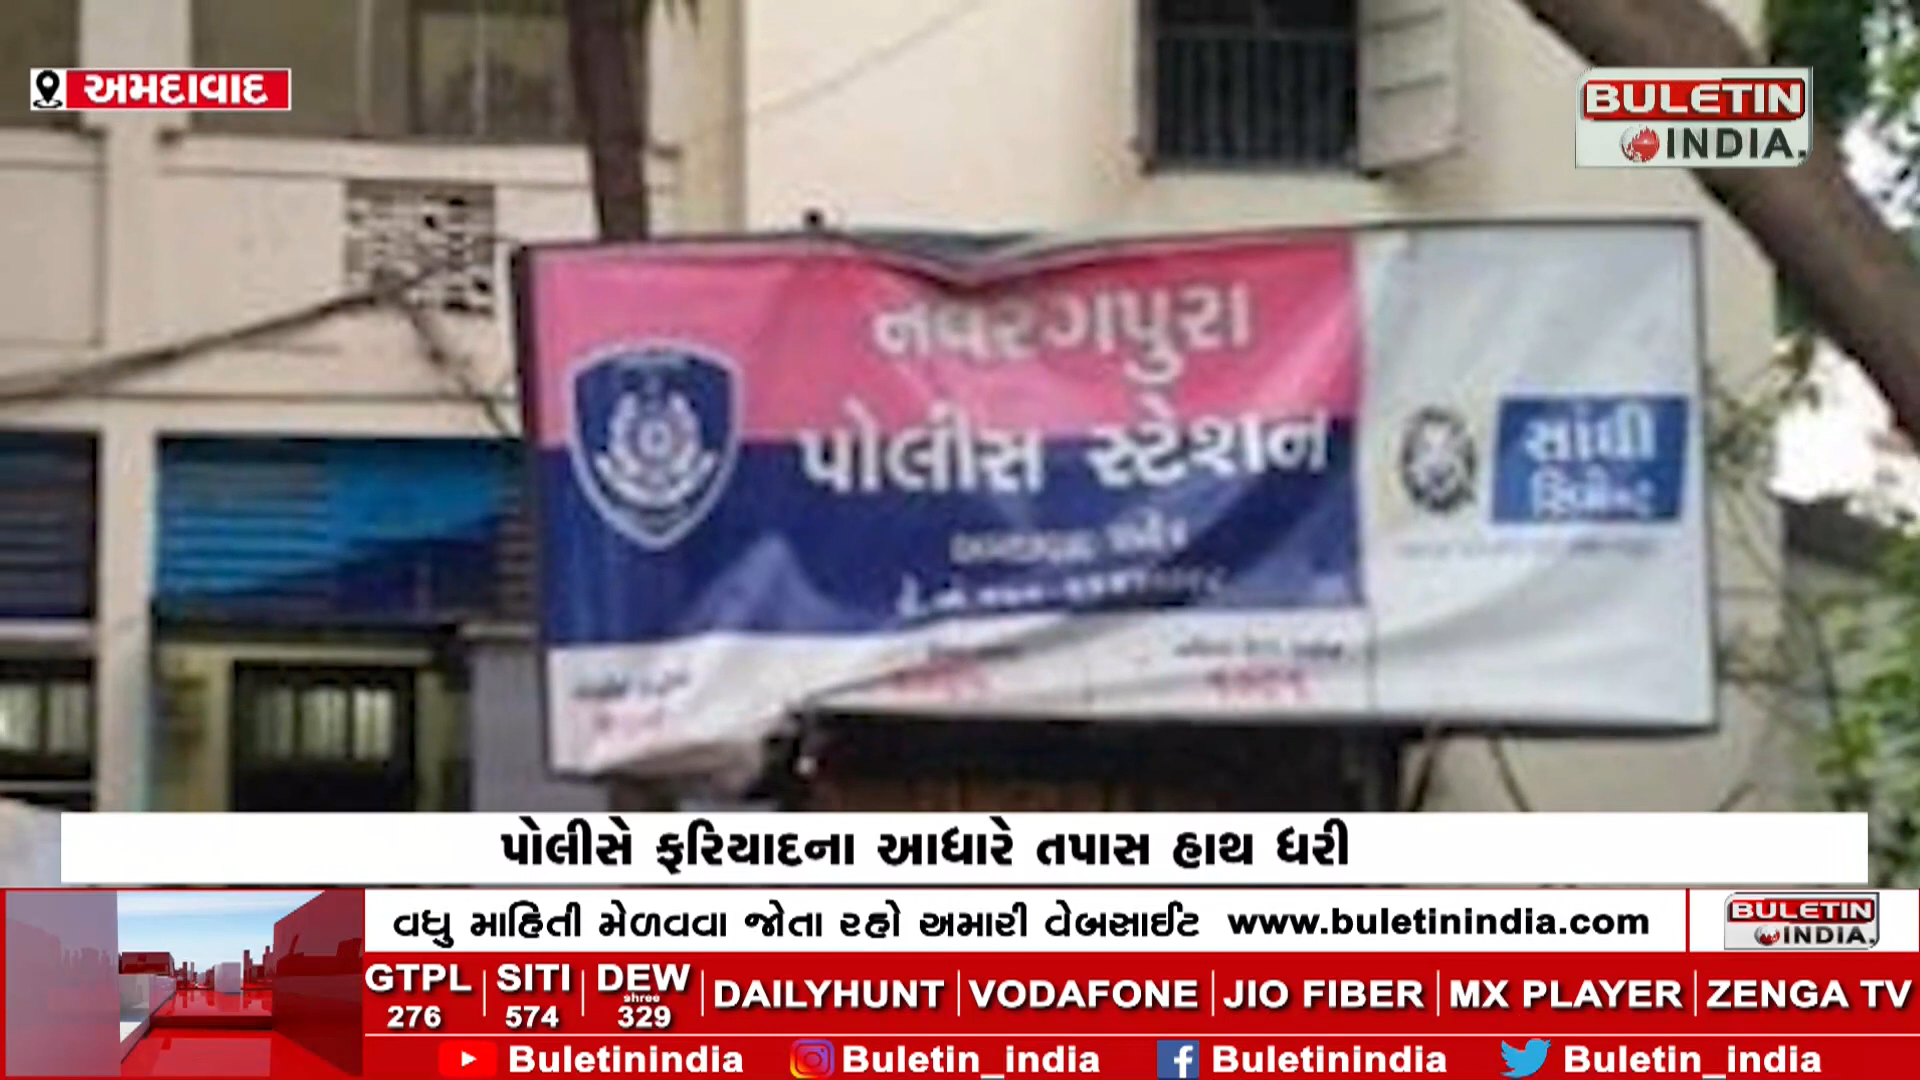 અમદાવાદ
BULETIN
INDIA.
નવરગપુરા
પોલીસ સ્ટેશન
સાંઘી
સિમેન્ટ
પોલીસે ફરિયાદના આધારે તપાસ હાથ ધરી
વધુ માહિતી મેળવવા જોતા રહો અમારી વેબસાઈટ www.buletinindia.com
BULETIN
INDIA.
GTPL 276 | SITI 574 | DEW shree 329 | DAILYHUNT | VODAFONE | JIO FIBER | MX PLAYER | ZENGA TV
Buletinindia Buletin_india Buletinindia Buletin_india